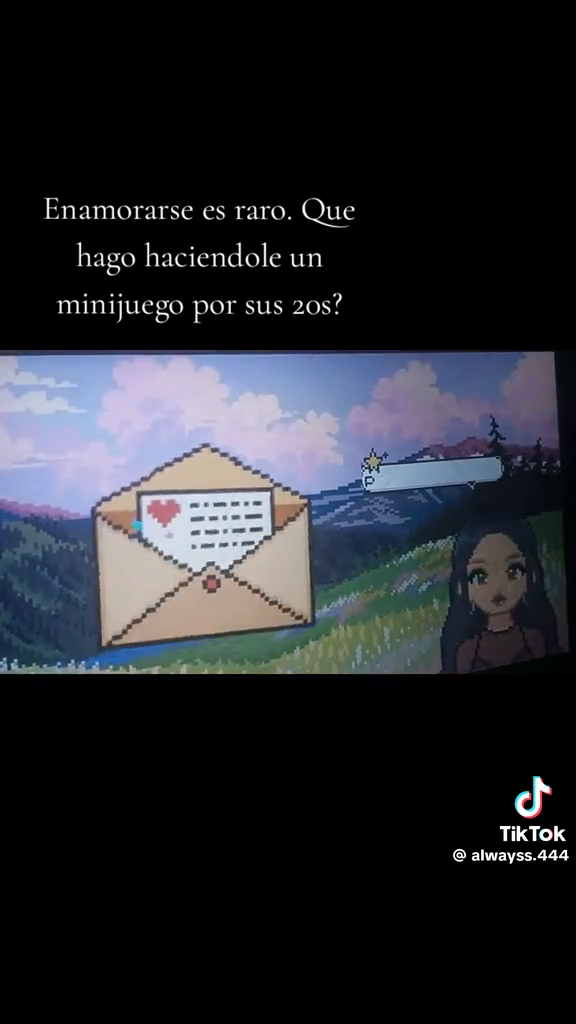 Enamorarse es raro. Que
hago haciendole un
minijuego por sus 20s?
P
TikTok
@ alwayss.444